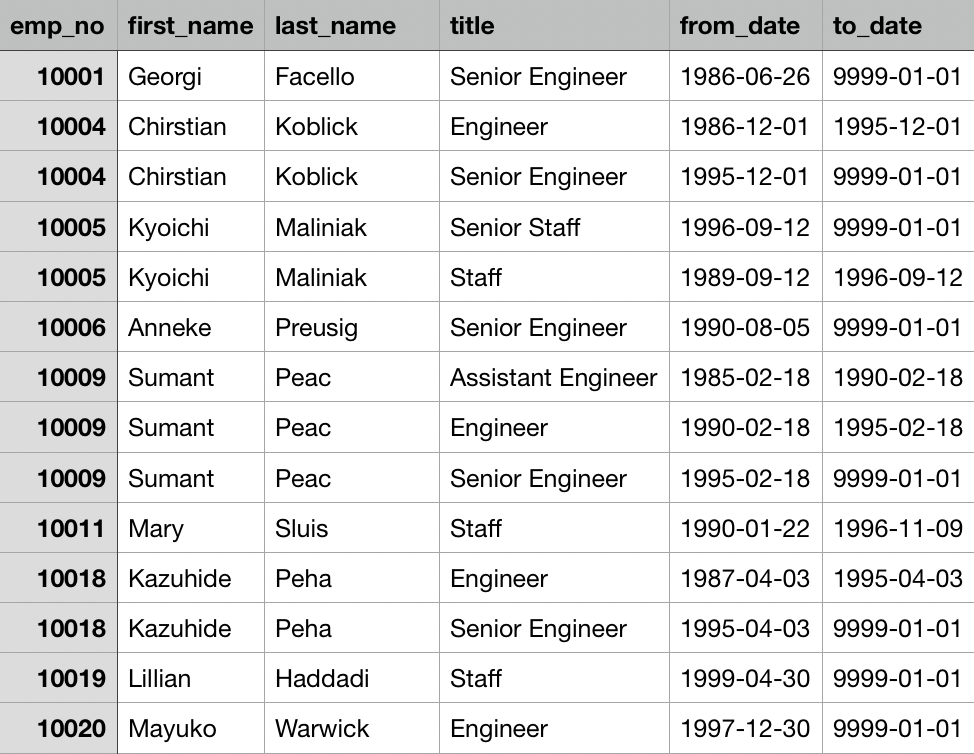 emp_no first_name last_name title from_date to_date
10001 Georgi Facello Senior Engineer 1986-06-26 9999-01-01
10004 Chirstian Koblick Engineer 1986-12-01 1995-12-01
10004 Chirstian Koblick Senior Engineer 1995-12-01 9999-01-01
10005 Kyoichi Maliniak Senior Staff 1996-09-12 9999-01-01
10005 Kyoichi Maliniak Staff 1989-09-12 1996-09-12
10006 Anneke Preusig Senior Engineer 1990-08-05 9999-01-01
10009 Sumant Peac Assistant Engineer 1985-02-18 1990-02-18
10009 Sumant Peac Engineer 1990-02-18 1995-02-18
10009 Sumant Peac Senior Engineer 1995-02-18 9999-01-01
10011 Mary Sluis Staff 1990-01-22 1996-11-09
10018 Kazuhide Peha Engineer 1987-04-03 1995-04-03
10018 Kazuhide Peha Senior Engineer 1995-04-03 9999-01-01
10019 Lillian Haddadi Staff 1999-04-30 9999-01-01
10020 Mayuko Warwick Engineer 1997-12-30 9999-01-01